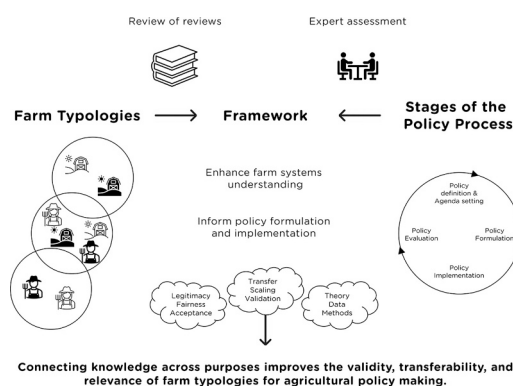 Review of reviews
Expert assessment
Farm Typologies
Framework
Stages of the
Policy Process
Enhance farm systems
understanding
Inform policy formulation
and implementation
Policy
definition &
Agenda setting
Policy
Evaluation
Policy
Formulation
Policy
Implementation
Legitimacy
Fairness
Acceptance
Transfer
Scaling
Validation
Theory
Data
Methods
Connecting knowledge across purposes improves the validity, transferability, and
relevance of farm typologies for agricultural policy making.